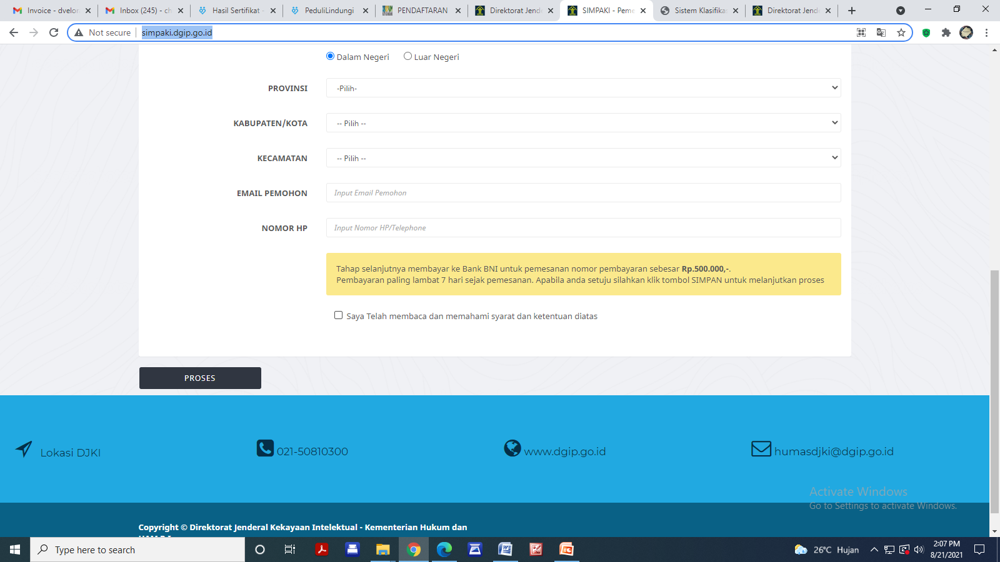 Invoice - dvelor
Inbox (245) - ch
Hasil Sertifikat -
PeduliLindungi
PENDAFTARAN
Direktorat Jende
SIMPAKI - Peme
Sistem Klasifika
Direktorat Jende
Not secure
simpaki.dgip.go.id
Dalam Negeri
Luar Negeri
PROVINSI
-Pilih-
KABUPATEN/KOTA
-- Pilih --
KECAMATAN
-- Pilih --
EMAIL PEMOHON
Input Email Pemohon
NOMOR HP
Input Nomor HP/Telephone
Tahap selanjutnya membayar ke Bank BNI untuk pemesanan nomor pembayaran sebesar Rp.500.000,-.
Pembayaran paling lambat 7 hari sejak pemesanan. Apabila anda setuju silahkan klik tombol SIMPAN untuk melanjutkan proses
Saya Telah membaca dan memahami syarat dan ketentuan diatas
PROSES
Lokasi DJKI
021-50810300
www.dgip.go.id
humasdjki@dgip.go.id
Activate Windows
Go to Settings to activate Windows.
Copyright © Direktorat Jenderal Kekayaan Intelektual - Kementerian Hukum dan
HAM R.I
Type here to search
26°C Hujan
2:07 PM
8/21/2021